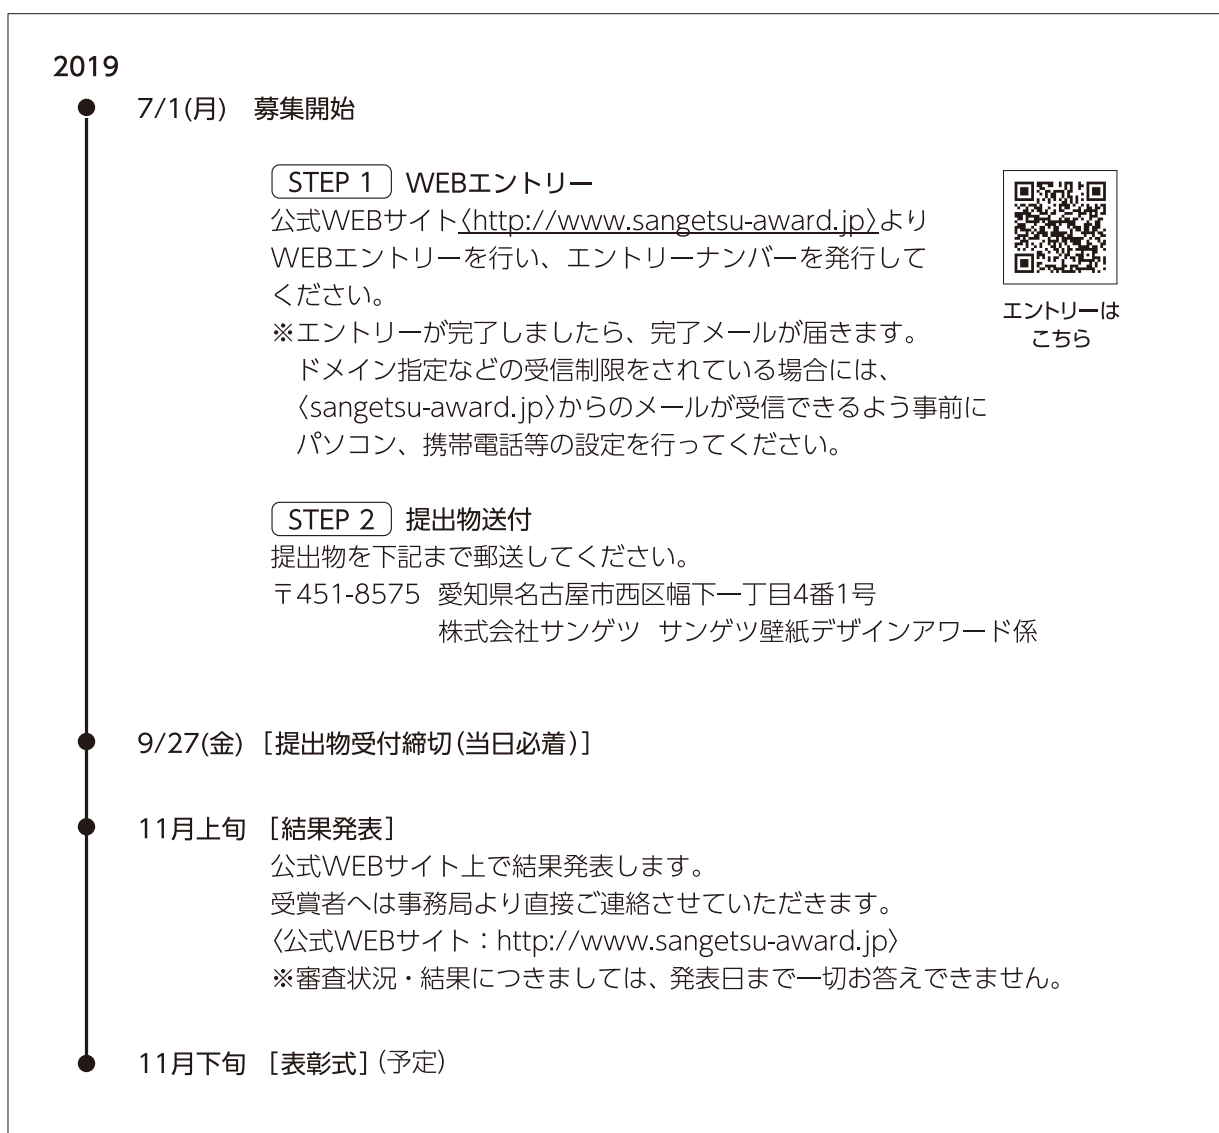 2019
7/1(月) 募集開始
STEP 1 WEBエントリー
公式WEBサイト〈http://www.sangetsu-award.jp〉より
WEBエントリーを行い、エントリーナンバーを発行して
ください。
※エントリーが完了しましたら、完了メールが届きます。
ドメイン指定などの受信制限をされている場合には、
〈sangetsu-award.jp〉からのメールが受信できるよう事前に
パソコン、携帯電話等の設定を行ってください。
エントリーは
こちら
STEP 2 提出物送付
提出物を下記まで郵送してください。
〒451-8575 愛知県名古屋市西区幅下一丁目4番1号
株式会社サンゲツ サンゲツ壁紙デザインアワード係
9/27(金) [提出物受付締切(当日必着)]
11月上旬 [結果発表]
公式WEBサイト上で結果発表します。
受賞者へは事務局より直接ご連絡させていただきます。
〈公式WEBサイト：http://www.sangetsu-award.jp〉
※審査状況・結果につきましては、発表日まで一切お答えできません。
11月下旬 [表彰式](予定)